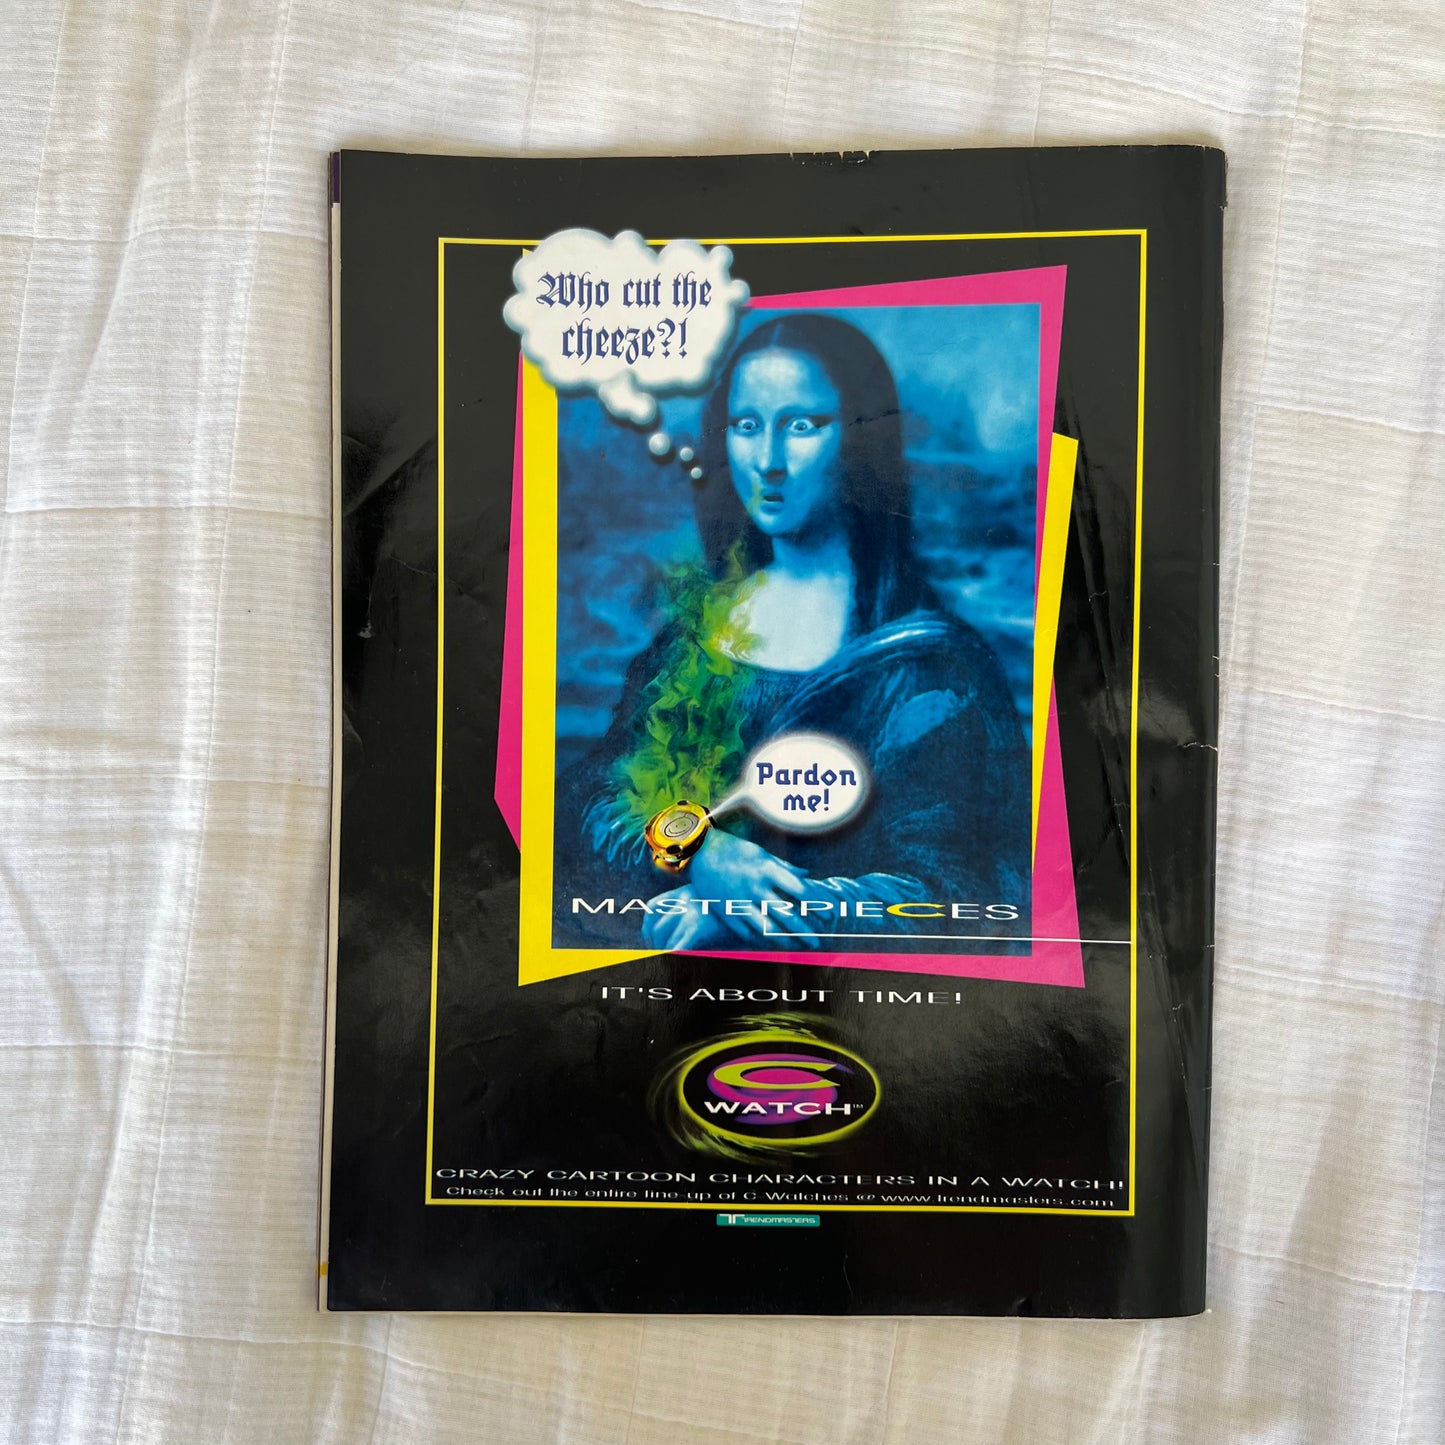 Who cut the
cheeze?!
Pardon
me!
MASTERPIECES
IT'S ABOUT TIME!
C
WATCH™
CRAZY CARTOON CHARACTERS IN A WATCH!
Check out the entire line-up of C-Watches @ www.trendmasters.com
TRENDMASTERS